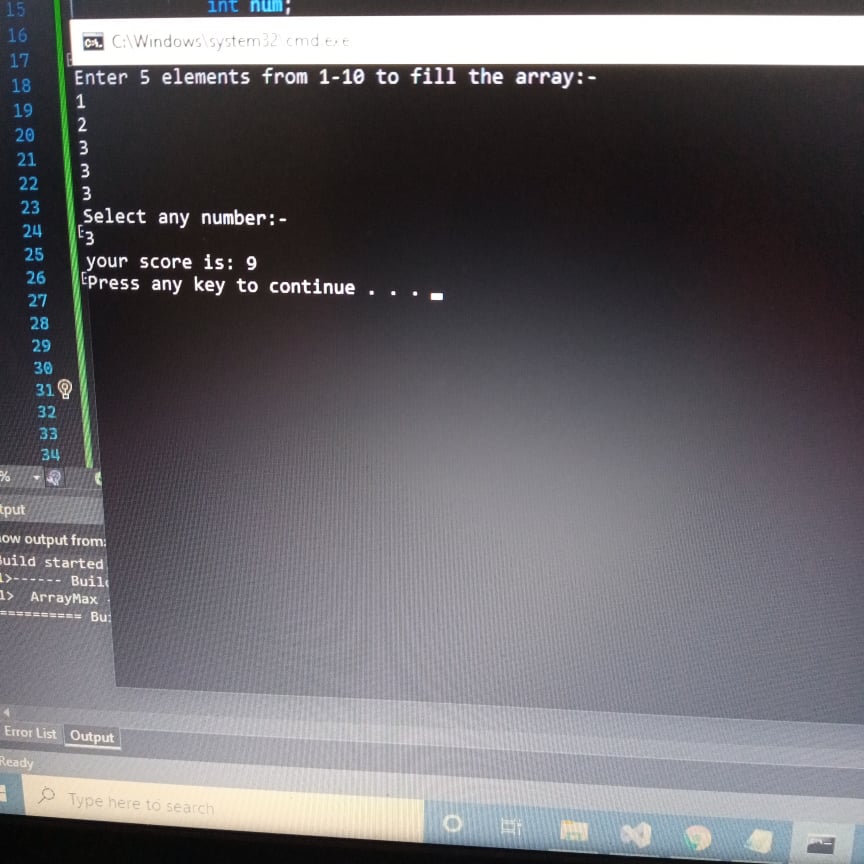 15
int num;
16
C:\Windows\system32\cmd.exe
17
Enter 5 elements from 1-10 to fill the array:-
18
1
19
2
20
3
21
3
22
3
23
Select any number:-
24
3
25
your score is: 9
26
Press any key to continue . . .
27
28
29
30
31
32
33
34
%
tput
ow output from:
uild started
1>------ Buil
1> ArrayMax -
========== Bu
Error List Output
Ready
Type here to search